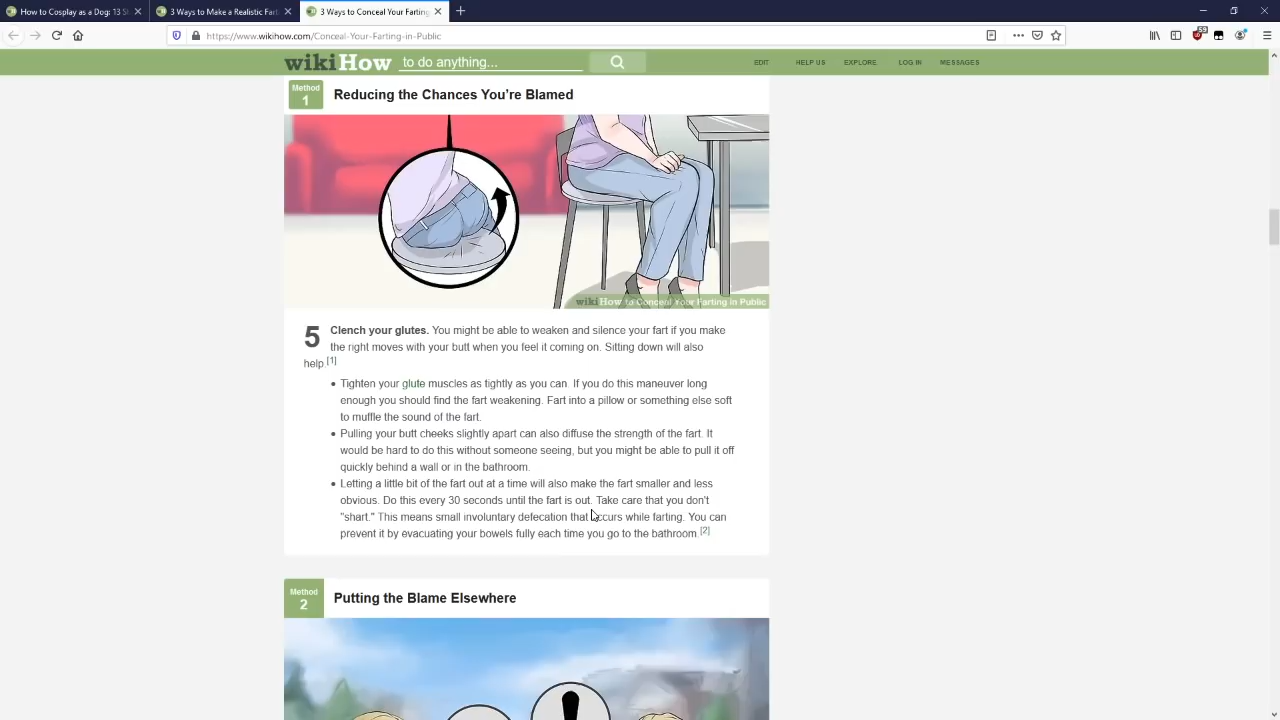 How to Cosplay as a Dog: 13 S
3 Ways to Make a Realistic Far
3 Ways to Conceal Your Farting
https://www.wikihow.com/Conceal-Your-Farting-in-Public
wikiHow to do anything... EDIT HELP US EXPLORE LOG IN MESSAGES
Method
1
Reducing the Chances You're Blamed
wikiHow to Conceal Your Farting in Public
5 Clench your glutes. You might be able to weaken and silence your fart if you make
the right moves with your butt when you feel it coming on. Sitting down will also
help.[1]
• Tighten your glute muscles as tightly as you can. If you do this maneuver long
enough you should find the fart weakening. Fart into a pillow or something else soft
to muffle the sound of the fart.
• Pulling your butt cheeks slightly apart can also diffuse the strength of the fart. It
would be hard to do this without someone seeing, but you might be able to pull it off
quickly behind a wall or in the bathroom.
• Letting a little bit of the fart out at a time will also make the fart smaller and less
obvious. Do this every 30 seconds until the fart is out. Take care that you don't
"shart." This means small involuntary defecation that occurs while farting. You can
prevent it by evacuating your bowels fully each time you go to the bathroom.[2]
Method
2
Putting the Blame Elsewhere
!